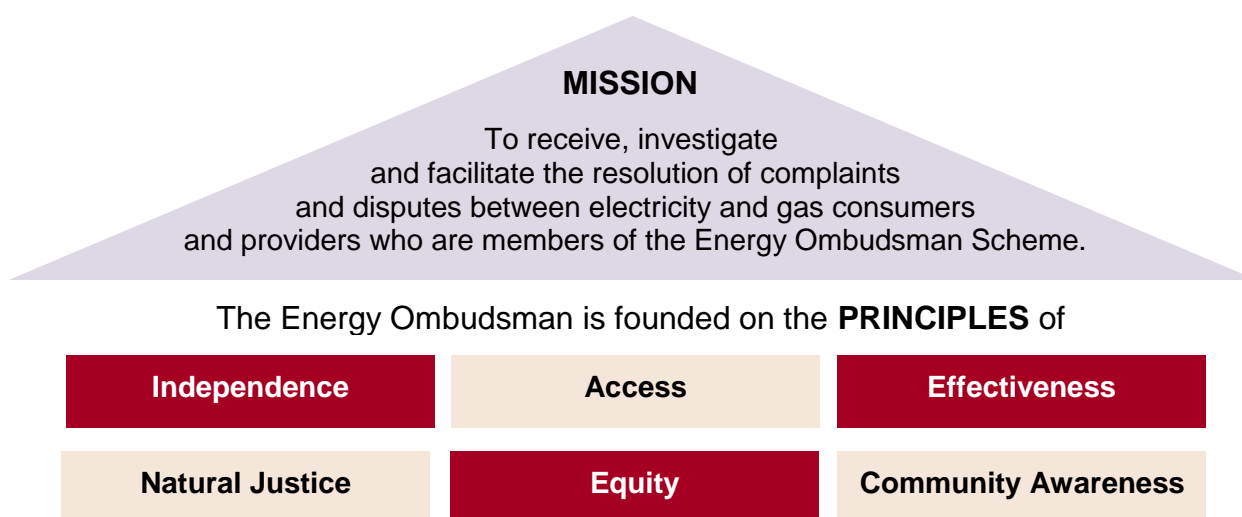 MISSION
To receive, investigate
and facilitate the resolution of complaints
and disputes between electricity and gas consumers
and providers who are members of the Energy Ombudsman Scheme.
The Energy Ombudsman is founded on the PRINCIPLES of
Independence
Access
Effectiveness
Natural Justice
Equity
Community Awareness